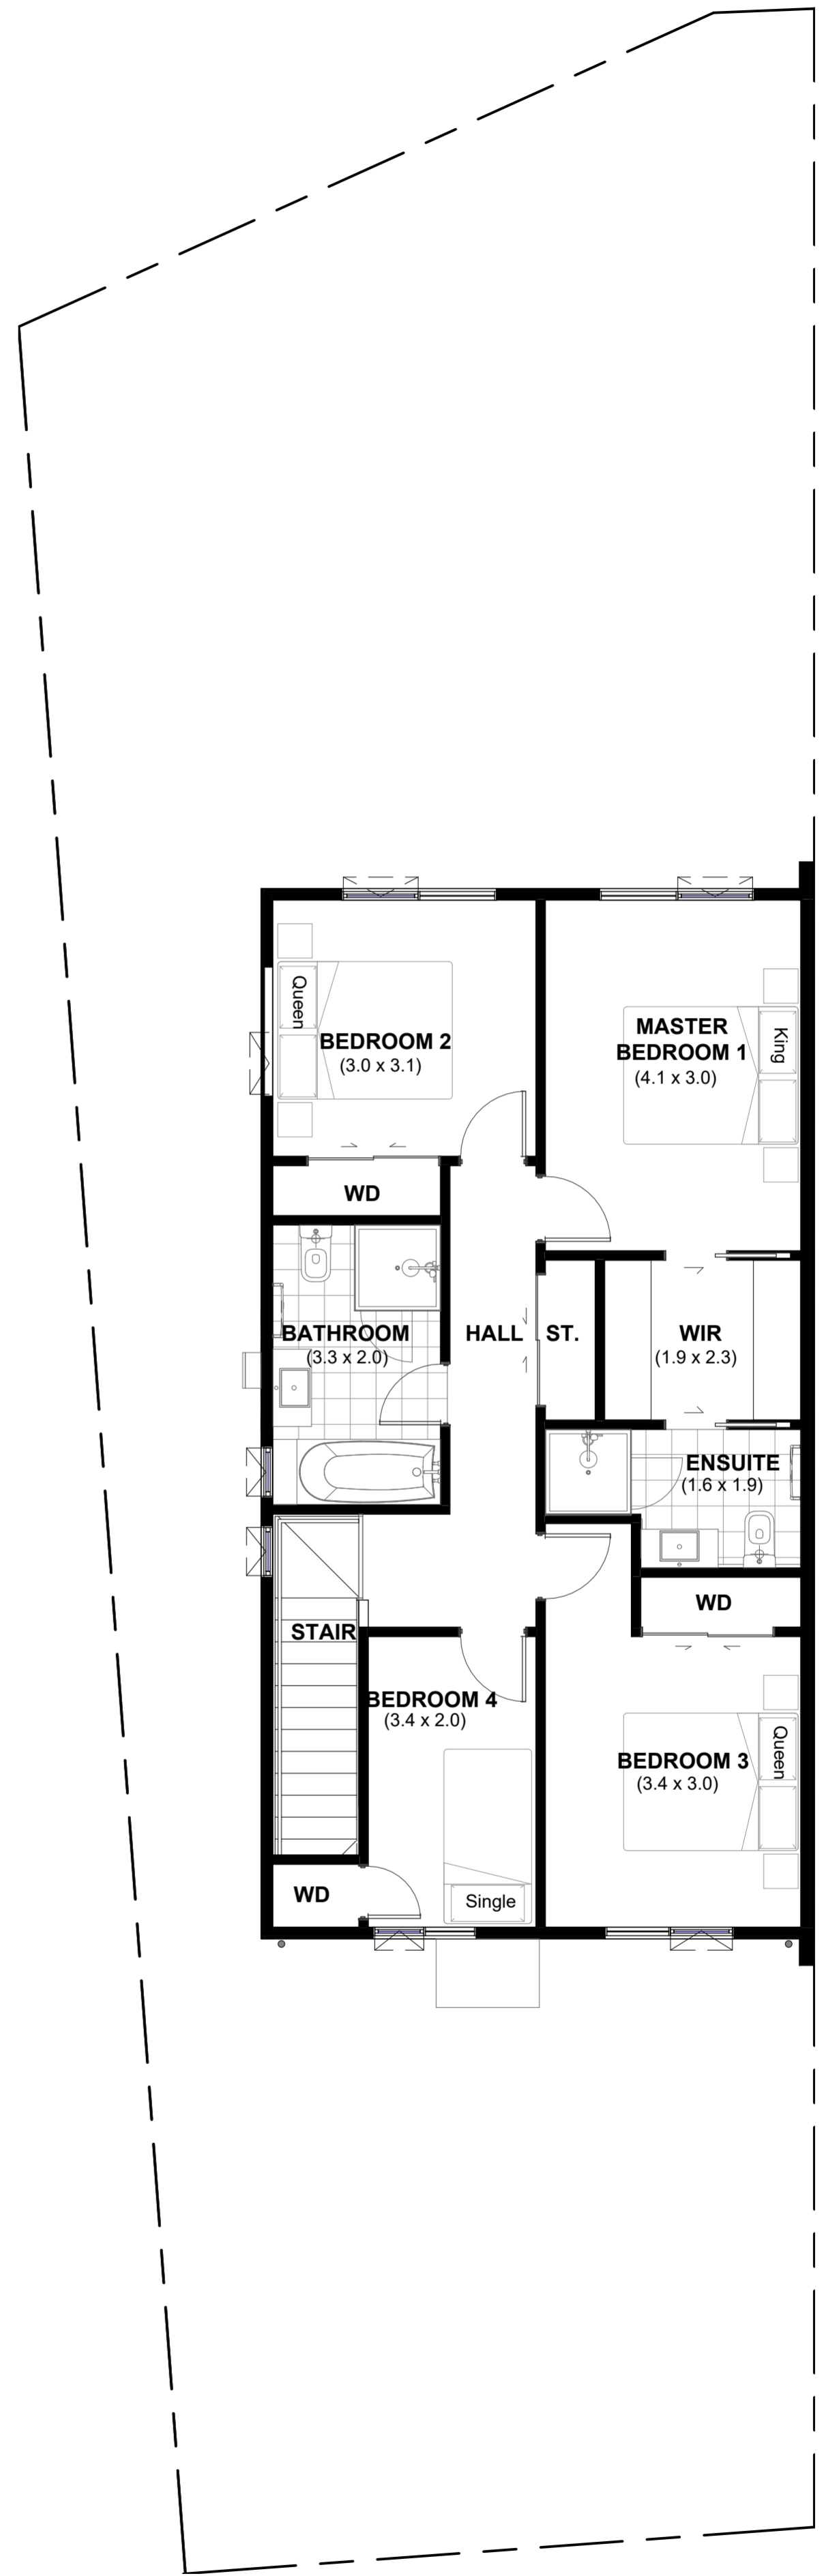 Queen
BEDROOM 2
(3.0 x 3.1)
MASTER
BEDROOM 1
(4.1 x 3.0)
King
WD
BATHROOM
(3.3 x 2.0)
HALL
ST.
WIR
(1.9 x 2.3)
ENSUITE
(1.6 x 1.9)
WD
STAIR
BEDROOM 4
(3.4 x 2.0)
BEDROOM 3
(3.4 x 3.0)
Queen
WD
Single